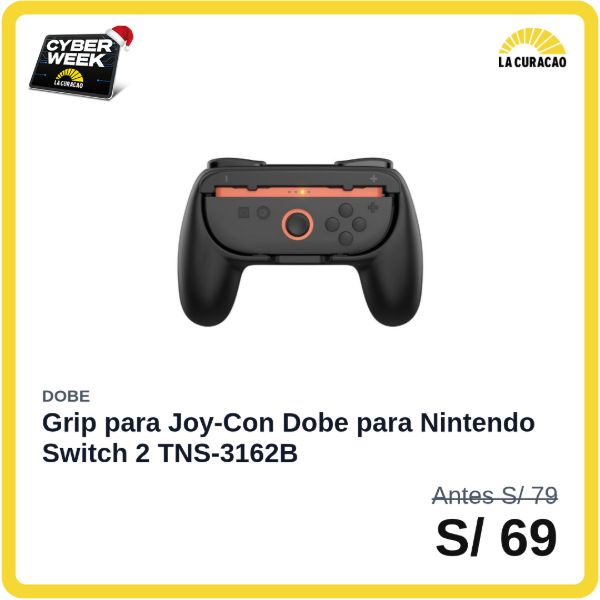 CYBER
WEEK
LA CURACAO
LA CURACAO
DOBE
Grip para Joy-Con Dobe para Nintendo
Switch 2 TNS-3162B
Antes S/ 79
S/ 69